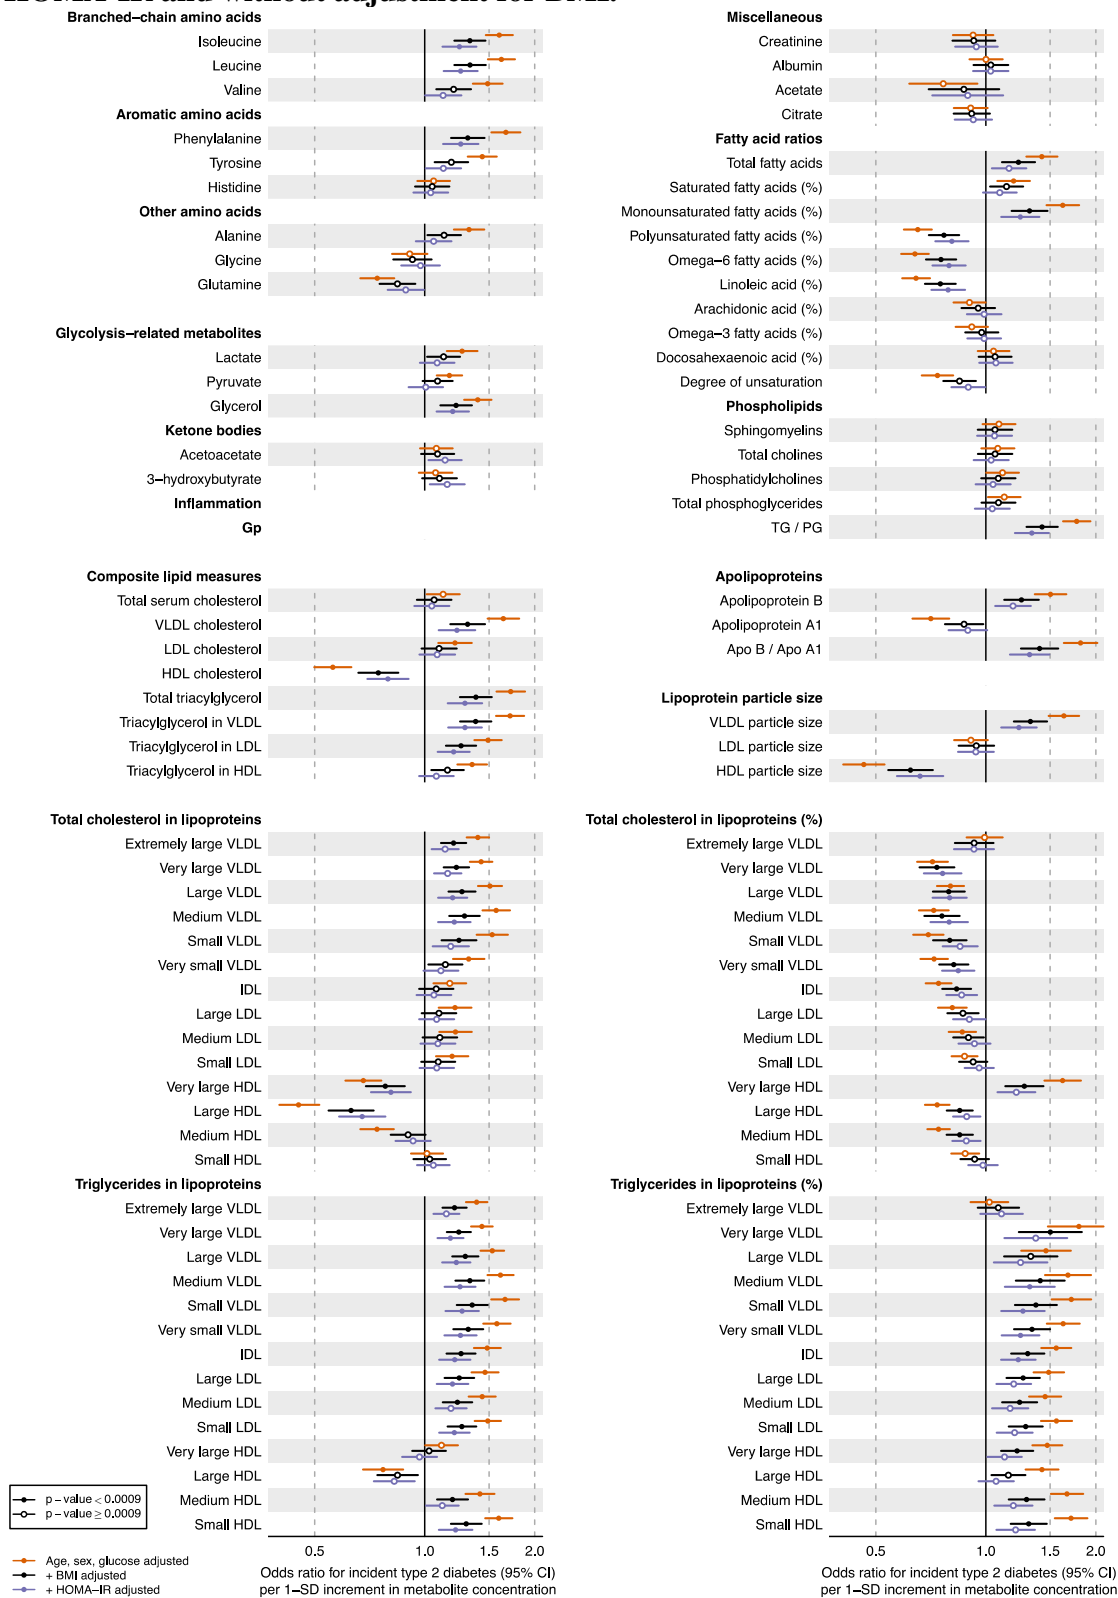 Branched–chain amino acids
Isoleucine
Leucine
Valine
Aromatic amino acids
Phenylalanine
Tyrosine
Histidine
Other amino acids
Alanine
Glycine
Glutamine
Glycolysis–related metabolites
Lactate
Pyruvate
Glycerol
Ketone bodies
Acetoacetate
3–hydroxybutyrate
Inflammation
Gp
Composite lipid measures
Total serum cholesterol
VLDL cholesterol
LDL cholesterol
HDL cholesterol
Total triacylglycerol
Triacylglycerol in VLDL
Triacylglycerol in LDL
Triacylglycerol in HDL
Total cholesterol in lipoproteins
Extremely large VLDL
Very large VLDL
Large VLDL
Medium VLDL
Small VLDL
Very small VLDL
IDL
Large LDL
Medium LDL
Small LDL
Very large HDL
Large HDL
Medium HDL
Small HDL
Triglycerides in lipoproteins
Extremely large VLDL
Very large VLDL
Large VLDL
Medium VLDL
Small VLDL
Very small VLDL
IDL
Large LDL
Medium LDL
Small LDL
Very large HDL
Large HDL
Medium HDL
Small HDL
0.5 1.0 1.5 2.0
Odds ratio for incident type 2 diabetes (95% CI)
per 1–SD increment in metabolite concentration
p – value < 0.0009
p – value ≥ 0.0009
Age, sex, glucose adjusted
+ BMI adjusted
+ HOMA–IR adjusted
Miscellaneous
Creatinine
Albumin
Acetate
Citrate
Fatty acid ratios
Total fatty acids
Saturated fatty acids (%)
Monounsaturated fatty acids (%)
Polyunsaturated fatty acids (%)
Omega–6 fatty acids (%)
Linoleic acid (%)
Arachidonic acid (%)
Omega–3 fatty acids (%)
Docosahexaenoic acid (%)
Degree of unsaturation
Phospholipids
Sphingomyelins
Total cholines
Phosphatidylcholines
Total phosphoglycerides
TG / PG
Apolipoproteins
Apolipoprotein B
Apolipoprotein A1
Apo B / Apo A1
Lipoprotein particle size
VLDL particle size
LDL particle size
HDL particle size
Total cholesterol in lipoproteins (%)
Extremely large VLDL
Very large VLDL
Large VLDL
Medium VLDL
Small VLDL
Very small VLDL
IDL
Large LDL
Medium LDL
Small LDL
Very large HDL
Large HDL
Medium HDL
Small HDL
Triglycerides in lipoproteins (%)
Extremely large VLDL
Very large VLDL
Large VLDL
Medium VLDL
Small VLDL
Very small VLDL
IDL
Large LDL
Medium LDL
Small LDL
Very large HDL
Large HDL
Medium HDL
Small HDL
0.5 1.0 1.5 2.0
Odds ratio for incident type 2 diabetes (95% CI)
per 1–SD increment in metabolite concentration